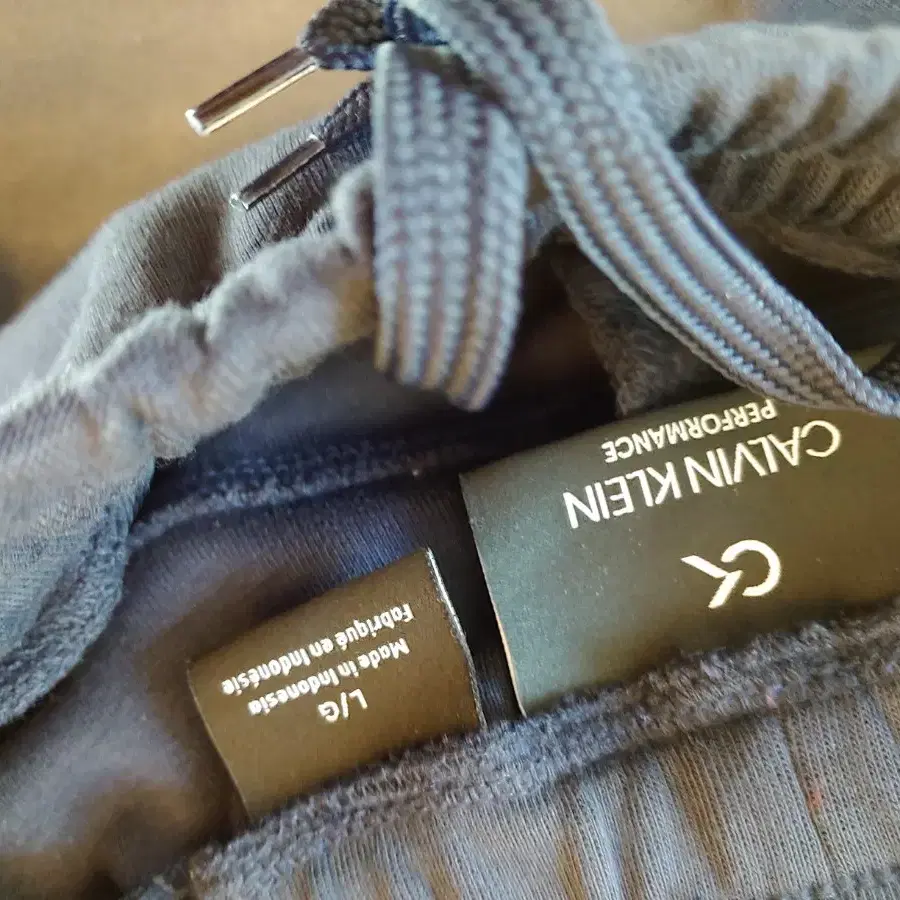 CK
CALVIN KLEIN
PERFORMANCE
L/G
Made in Indonesia
Fabriqué en Indonésie